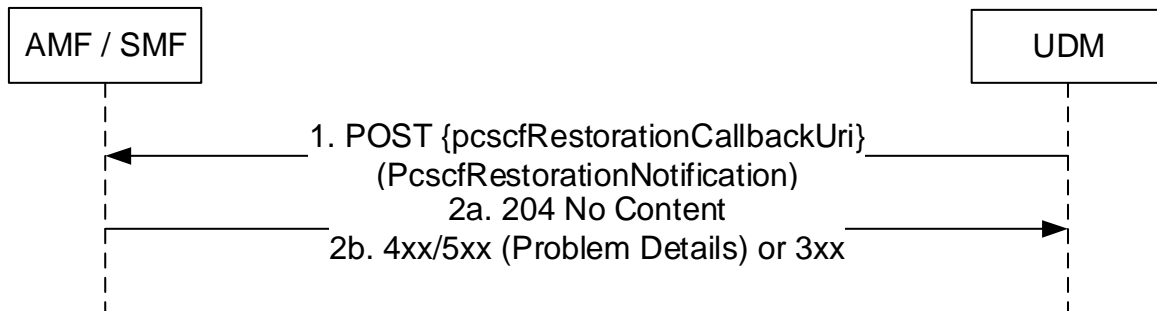 AMF / SMF
UDM
1. POST {pcscfRestorationCallbackUri}
(PcscfRestorationNotification)
2a. 204 No Content
2b. 4xx/5xx (Problem Details) or 3xx